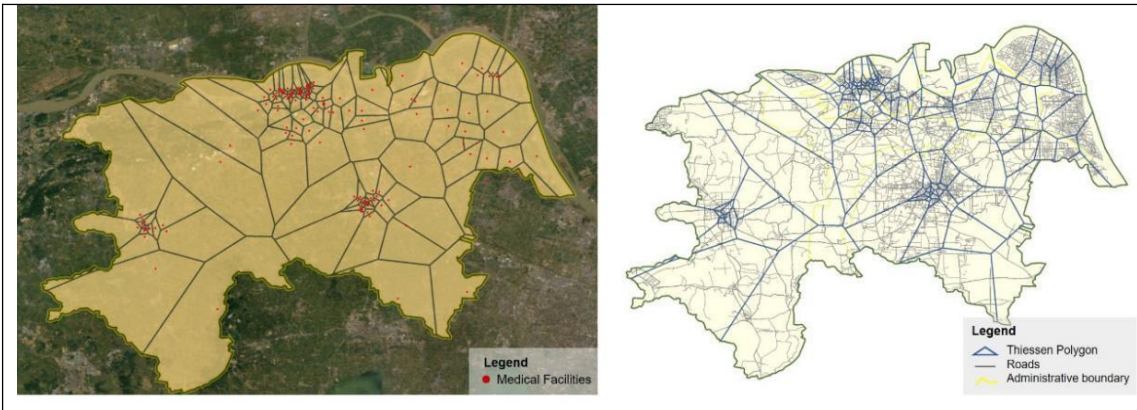 Legend
Medical Facilities
Legend
Thiessen Polygon
Roads
Administrative boundary